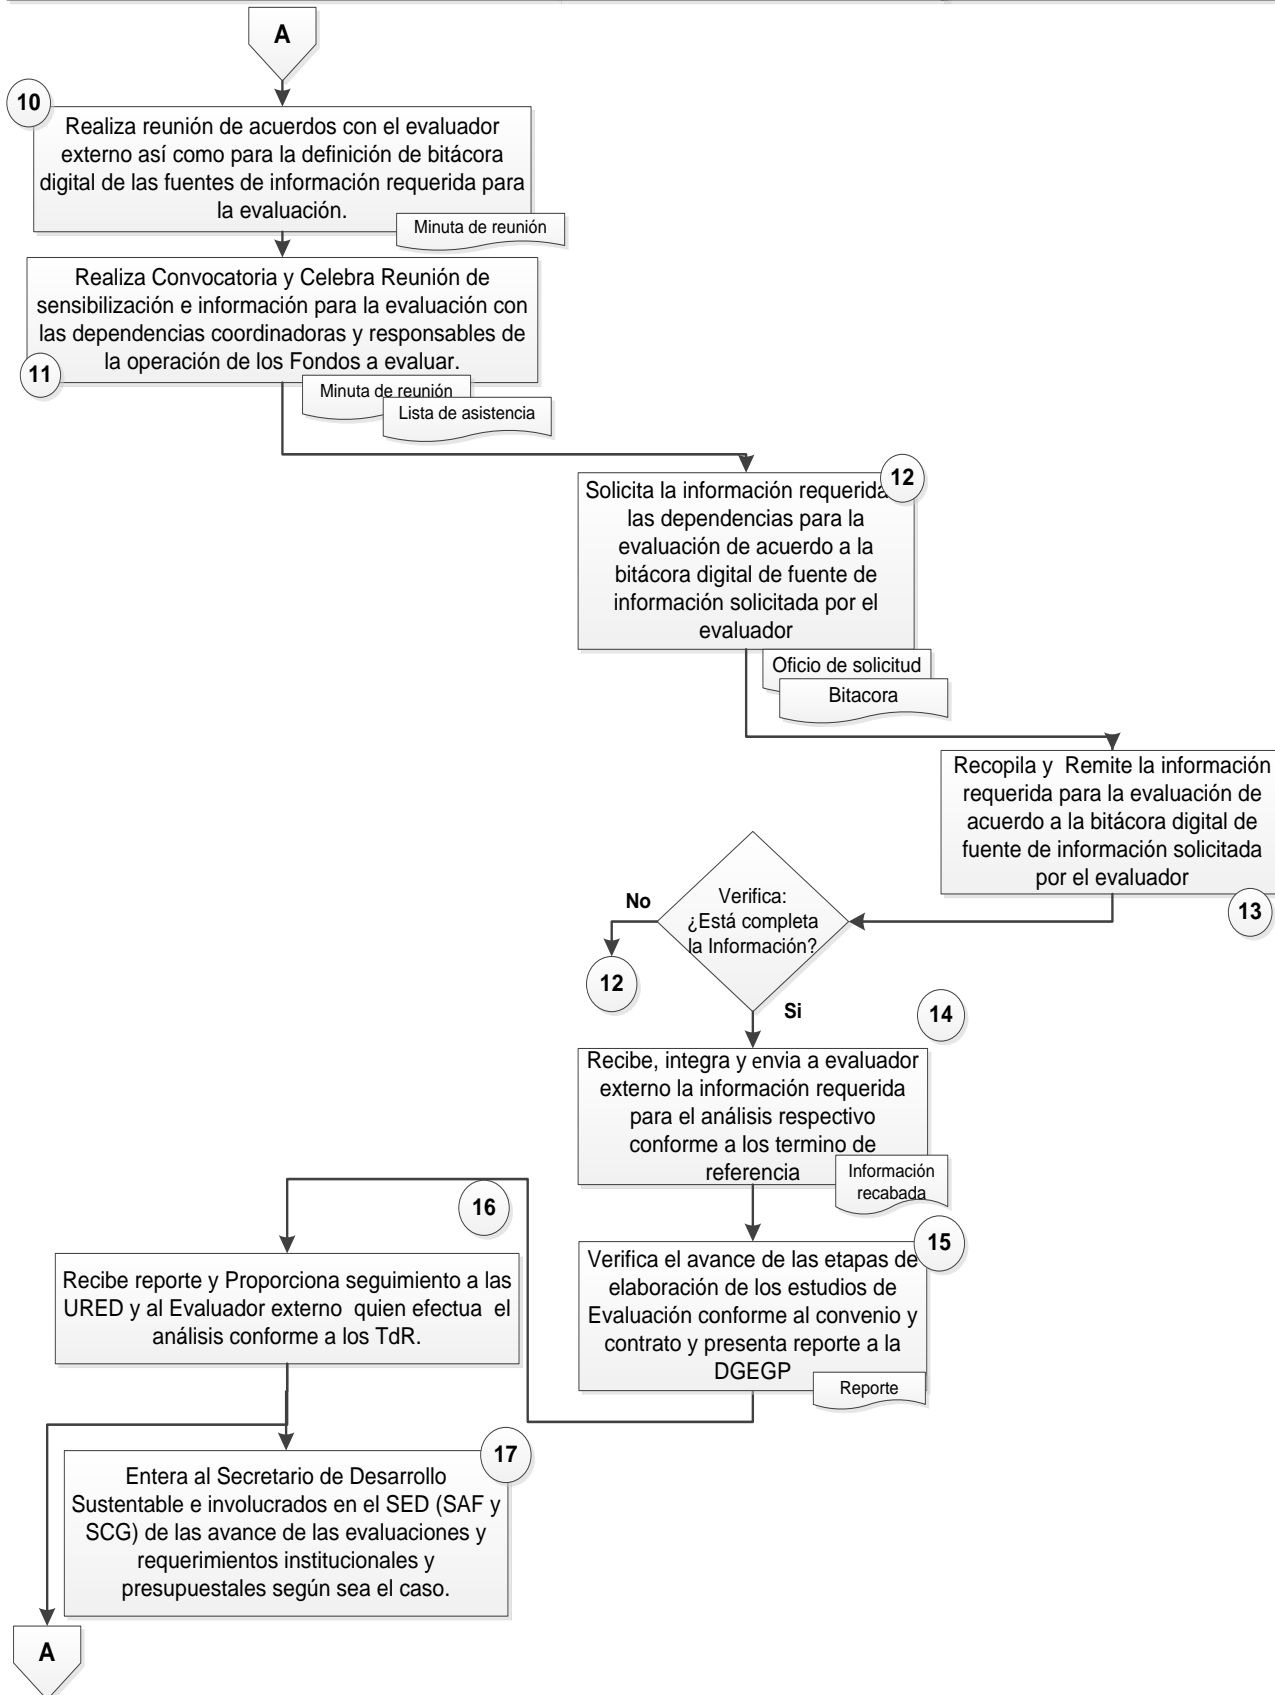 A
10
Realiza reunión de acuerdos con el evaluador
externo así como para la definición de bitácora
digital de las fuentes de información requerida para
la evaluación.
Minuta de reunión
Realiza Convocatoria y Celebra Reunión de
sensibilización e información para la evaluación con
las dependencias coordinadoras y responsables de
la operación de los Fondos a evaluar.
11
Minuta de reunión
Lista de asistencia
12
Solicita la información requerida
las dependencias para la
evaluación de acuerdo a la
bitácora digital de fuente de
información solicitada por el
evaluador
Oficio de solicitud
Bitacora
Recopila y Remite la información
requerida para la evaluación de
acuerdo a la bitácora digital de
fuente de información solicitada
por el evaluador
13
Verifica:
¿Está completa
la Información?
No
12
Si
14
Recibe, integra y envia a evaluador
externo la información requerida
para el análisis respectivo
conforme a los termino de
referencia
Información
recabada
15
Verifica el avance de las etapas de
elaboración de los estudios de
Evaluación conforme al convenio y
contrato y presenta reporte a la
DGEGP
Reporte
16
Recibe reporte y Proporciona seguimiento a las
URED y al Evaluador externo quien efectua el
análisis conforme a los TdR.
17
Entera al Secretario de Desarrollo
Sustentable e involucrados en el SED (SAF y
SCG) de las avance de las evaluaciones y
requerimientos institucionales y
presupuestales según sea el caso.
A